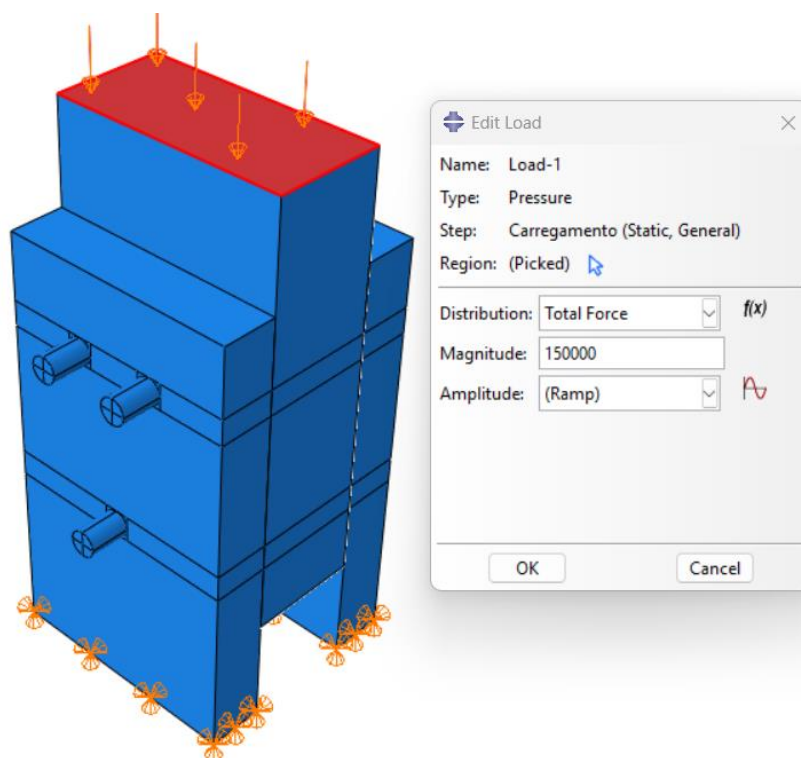 Edit Load
Name: Load-1
Type: Pressure
Step: Carregamento (Static, General)
Region: (Picked)
Distribution: Total Force f(x)
Magnitude: 150000
Amplitude: (Ramp)
OK Cancel